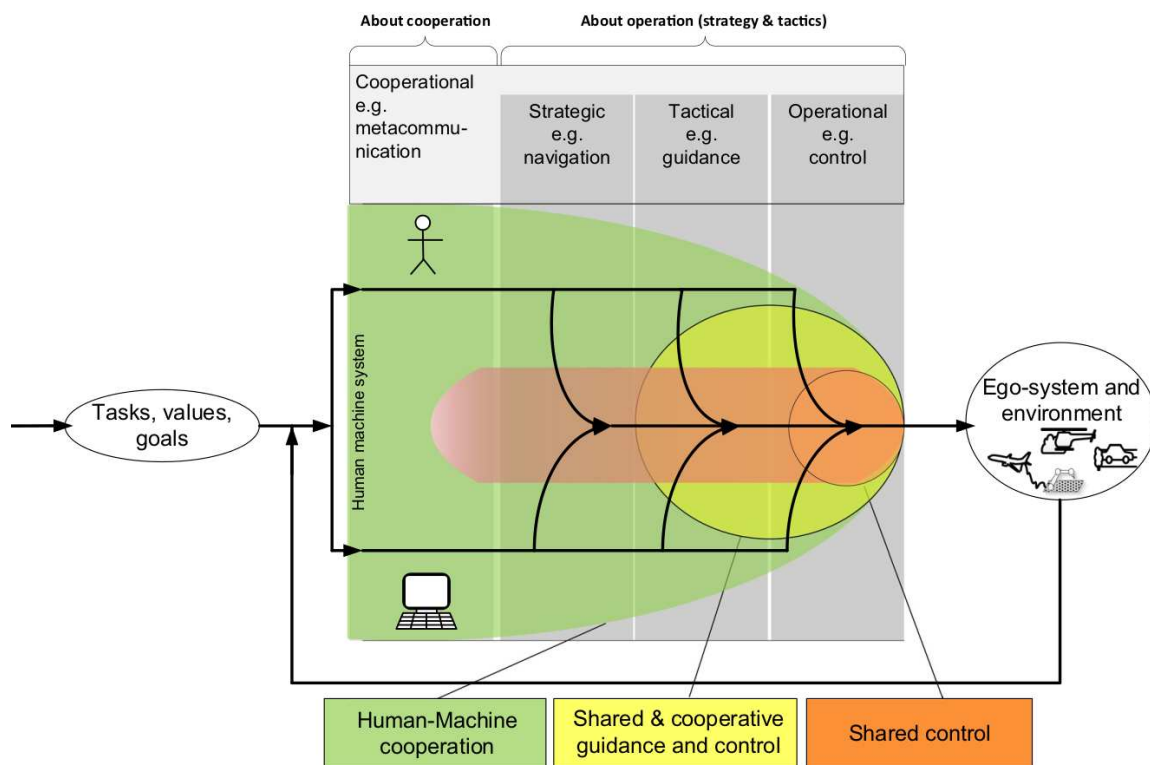 About cooperation
About operation (strategy & tactics)
Cooperational
e.g.
metacommu-
nication
Strategic
e.g.
navigation
Tactical
e.g.
guidance
Operational
e.g.
control
Human machine system
Tasks, values,
goals
Ego-system and
environment
Human-Machine
cooperation
Shared & cooperative
guidance and control
Shared control